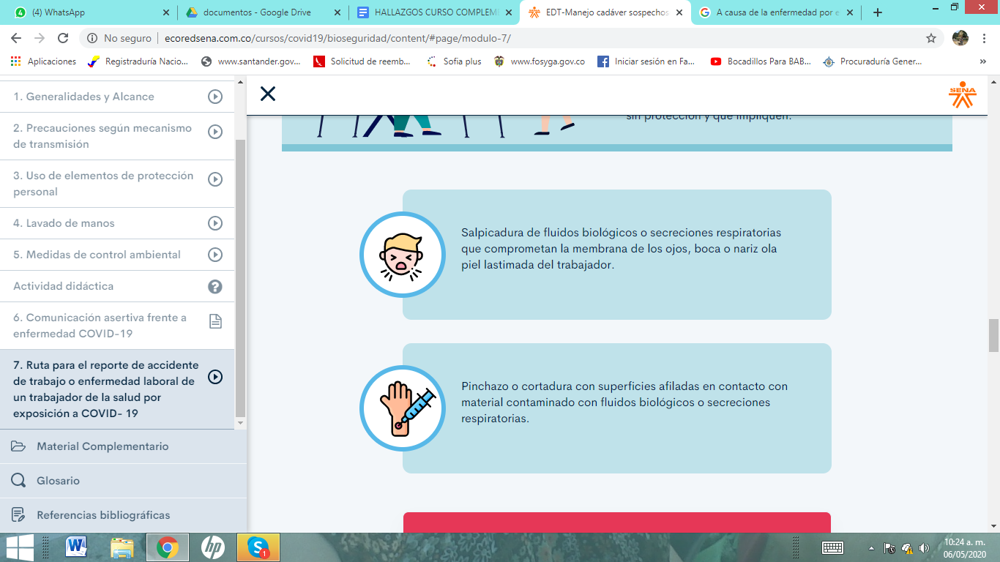 (4) WhatsApp
documentos - Google Drive
HALLAZGOS CURSO COMPLEM
EDT-Manejo cadáver sospechos
A causa de la enfermedad por e
No seguro | ecoredsena.com.co/cursos/covid19/bioseguridad/content/#page/modulo-7/
Aplicaciones
Registraduría Nacio...
www.santander.gov...
Solicitud de reemb...
Sofia plus
www.fosyga.gov.co
Iniciar sesión en Fa...
Bocadillos Para BAB...
Procuraduría Gener...
»
1. Generalidades y Alcance
2. Precauciones según mecanismo
de transmisión
3. Uso de elementos de protección
personal
4. Lavado de manos
5. Medidas de control ambiental
Actividad didáctica
6. Comunicación asertiva frente a
enfermedad COVID-19
7. Ruta para el reporte de accidente
de trabajo o enfermedad laboral de
un trabajador de la salud por
exposición a COVID- 19
Material Complementario
Glosario
Referencias bibliográficas
SENA
sin protección y que impliquen:
Salpicadura de fluidos biológicos o secreciones respiratorias
que comprometan la membrana de los ojos, boca o nariz ola
piel lastimada del trabajador.
Pinchazo o cortadura con superficies afiladas en contacto con
material contaminado con fluidos biológicos o secreciones
respiratorias.
10:24 a. m.
06/05/2020